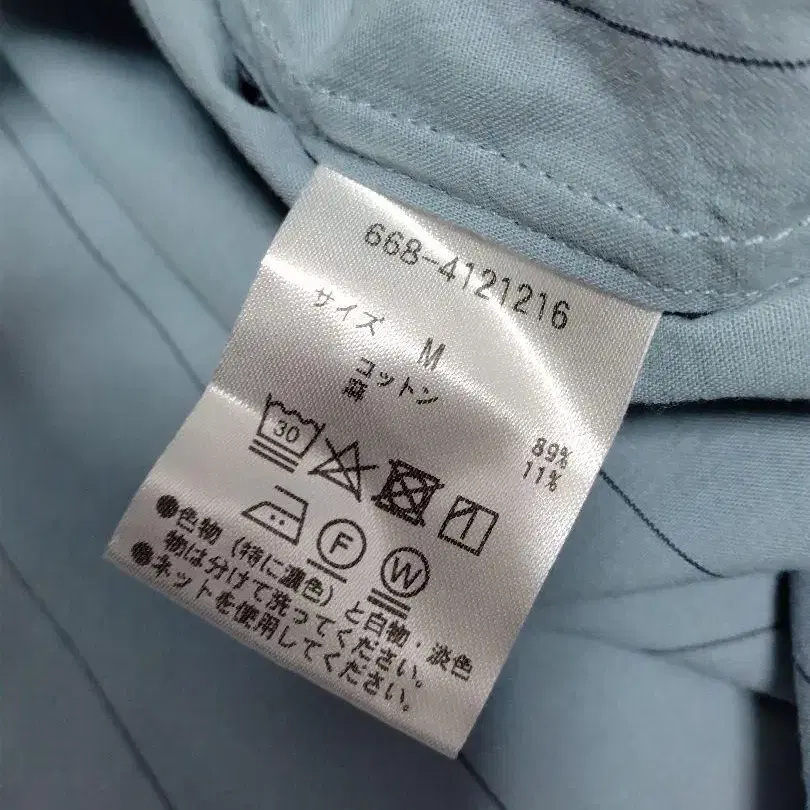 668-4121216
サイズ M
コットン 89%
麻 11%
30
F
W
●色物(特に濃色)と白物・淡色
物は分けて洗ってください。
●ネットを使用してください。